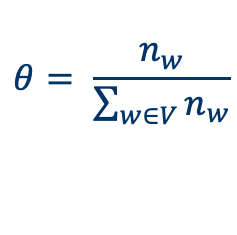 θ = n_w / ∑_{w∈V} n_w